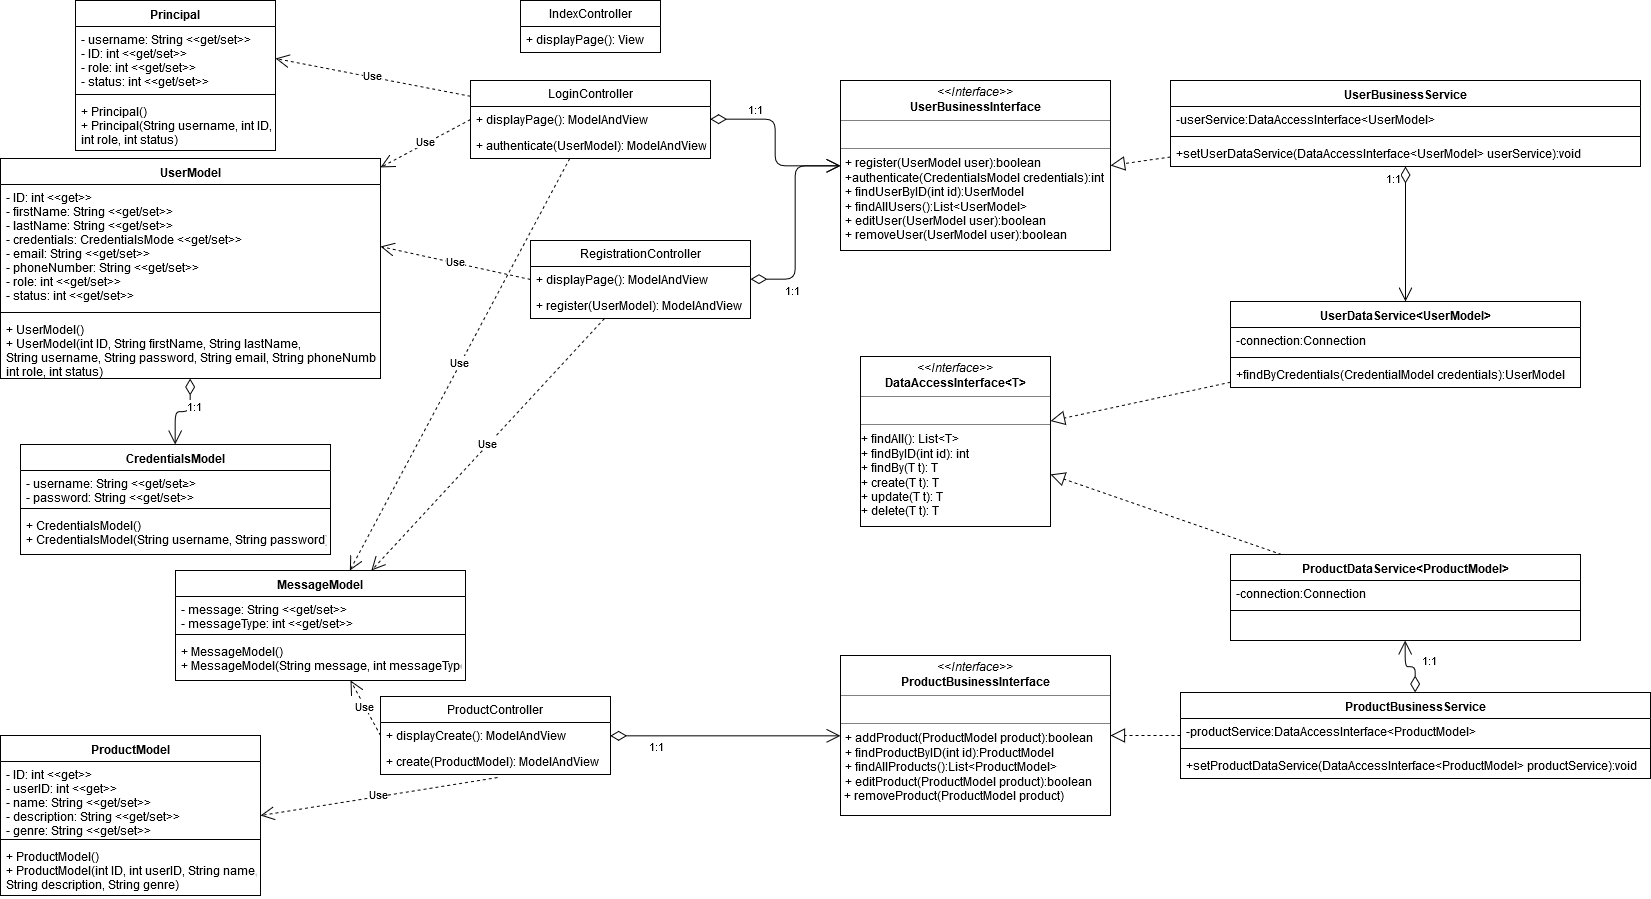 Principal
- username: String <<get/set>>
- ID: int <<get/set>>
- role: int <<get/set>>
- status: int <<get/set>>
+ Principal()
+ Principal(String username, int ID,
int role, int status)
IndexController
+ displayPage(): View
Use
LoginController
+ displayPage(): ModelAndView
+ authenticate(UserModel): ModelAndView
1:1
Use
<<Interface>>
UserBusinessInterface
+ register(UserModel user):boolean
+authenticate(CredentialsModel credentials):int
+ findUserByID(int id):UserModel
+ findAllUsers():List<UserModel>
+ editUser(UserModel user):boolean
+ removeUser(UserModel user):boolean
UserBusinessService
-userService:DataAccessInterface<UserModel>
+setUserDataService(DataAccessInterface<UserModel> userService):void
1:1
UserModel
- ID: int <<get>>
- firstName: String <<get/set>>
- lastName: String <<get/set>>
- credentials: CredentialsMode <<get/set>>
- email: String <<get/set>>
- phoneNumber: String <<get/set>>
- role: int <<get/set>>
- status: int <<get/set>>
+ UserModel()
+ UserModel(int ID, String firstName, String lastName,
String username, String password, String email, String phoneNumb
int role, int status)
Use
RegistrationController
+ displayPage(): ModelAndView
+ register(UserModel): ModelAndView
1:1
UserDataService<UserModel>
-connection:Connection
+findByCredentials(CredentialModel credentials):UserModel
Use
<<Interface>>
DataAccessInterface<T>
+ findAll(): List<T>
+ findByID(int id): int
+ findBy(T t): T
+ create(T t): T
+ update(T t): T
+ delete(T t): T
1:1
Use
CredentialsModel
- username: String <<get/set>>
- password: String <<get/set>>
+ CredentialsModel()
+ CredentialsModel(String username, String password
MessageModel
- message: String <<get/set>>
- messageType: int <<get/set>>
+ MessageModel()
+ MessageModel(String message, int messageTyp
ProductDataService<ProductModel>
-connection:Connection
1:1
Use
ProductController
+ displayCreate(): ModelAndView
+ create(ProductModel): ModelAndView
1:1
Use
<<Interface>>
ProductBusinessInterface
+ addProduct(ProductModel product):boolean
+ findProductByID(int id):ProductModel
+ findAllProducts():List<ProductModel>
+ editProduct(ProductModel product):boolean
+ removeProduct(ProductModel product)
ProductBusinessService
-productService:DataAccessInterface<ProductModel>
+setProductDataService(DataAccessInterface<ProductModel> productService):void
ProductModel
- ID: int <<get>>
- userID: int <<get>>
- name: String <<get/set>>
- description: String <<get/set>>
- genre: String <<get/set>>
+ ProductModel()
+ ProductModel(int ID, int userID, String name
String description, String genre)